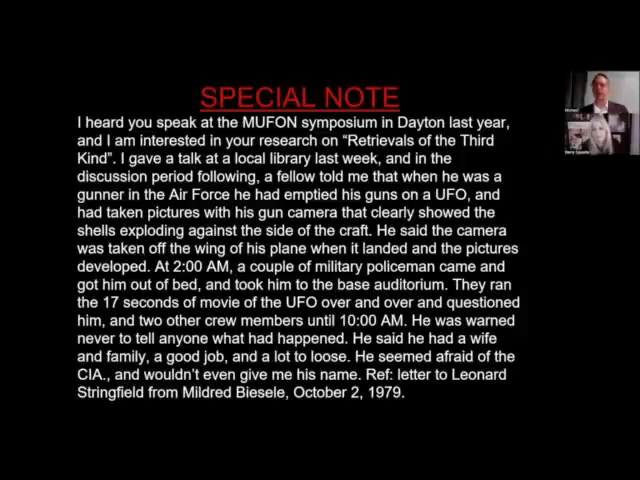 SPECIAL NOTE
I heard you speak at the MUFON symposium in Dayton last year,
and I am interested in your research on “Retrievals of the Third
Kind”. I gave a talk at a local library last week, and in the
discussion period following, a fellow told me that when he was a
gunner in the Air Force he had emptied his guns on a UFO, and
had taken pictures with his gun camera that clearly showed the
shells exploding against the side of the craft. He said the camera
was taken off the wing of his plane when it landed and the pictures
developed. At 2:00 AM, a couple of military policeman came and
got him out of bed, and took him to the base auditorium. They ran
the 17 seconds of movie of the UFO over and over and questioned
him, and two other crew members until 10:00 AM. He was warned
never to tell anyone what had happened. He said he had a wife
and family, a good job, and a lot to loose. He seemed afraid of the
CIA., and wouldn’t even give me his name. Ref: letter to Leonard
Stringfield from Mildred Biesele, October 2, 1979.